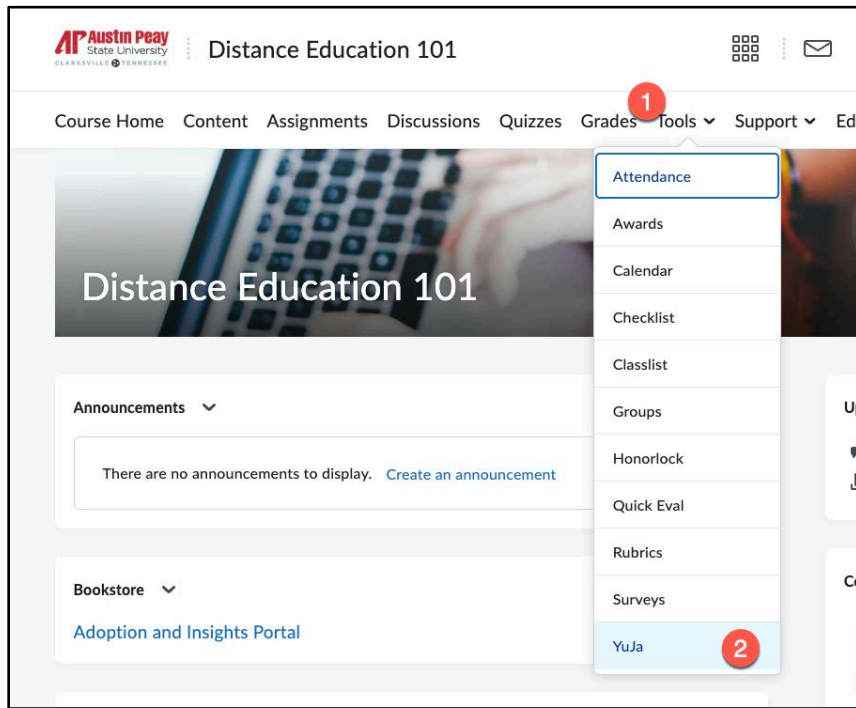 AP Austin Peay
State University
CLARKSVILLE TENNESSEE
Distance Education 101
1
Course Home Content Assignments Discussions Quizzes Grades Tools Support Ed
Attendance
Awards
Calendar
Checklist
Classlist
Groups
Honorlock
Quick Eval
Rubrics
Surveys
YuJa 2
Distance Education 101
Announcements
There are no announcements to display. Create an announcement
Bookstore
Adoption and Insights Portal